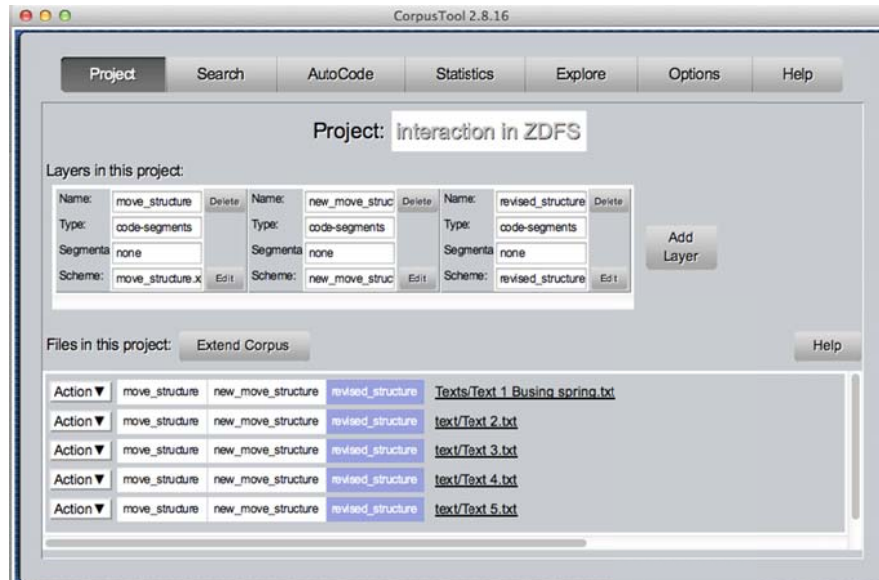 CorpusTool 2.8.16
Project Search AutoCode Statistics Explore Options Help
Project: interaction in ZDFS
Layers in this project:
Name: move_structure Delete Name: new_move_struc Delete Name: revised_structure Delete
Type: code-segments Type: code-segments Type: code-segments
Segmenta none Segmenta none Segmenta none
Scheme: move_structure.x Edit Scheme: new_move_struc Edit Scheme: revised_structure Edit
Add
Layer
Files in this project: Extend Corpus Help
Action▼ move_structure new_move_structure revised_structure Texts/Text 1 Busing spring.txt
Action▼ move_structure new_move_structure revised_structure text/Text 2.txt
Action▼ move_structure new_move_structure revised_structure text/Text 3.txt
Action▼ move_structure new_move_structure revised_structure text/Text 4.txt
Action▼ move_structure new_move_structure revised_structure text/Text 5.txt